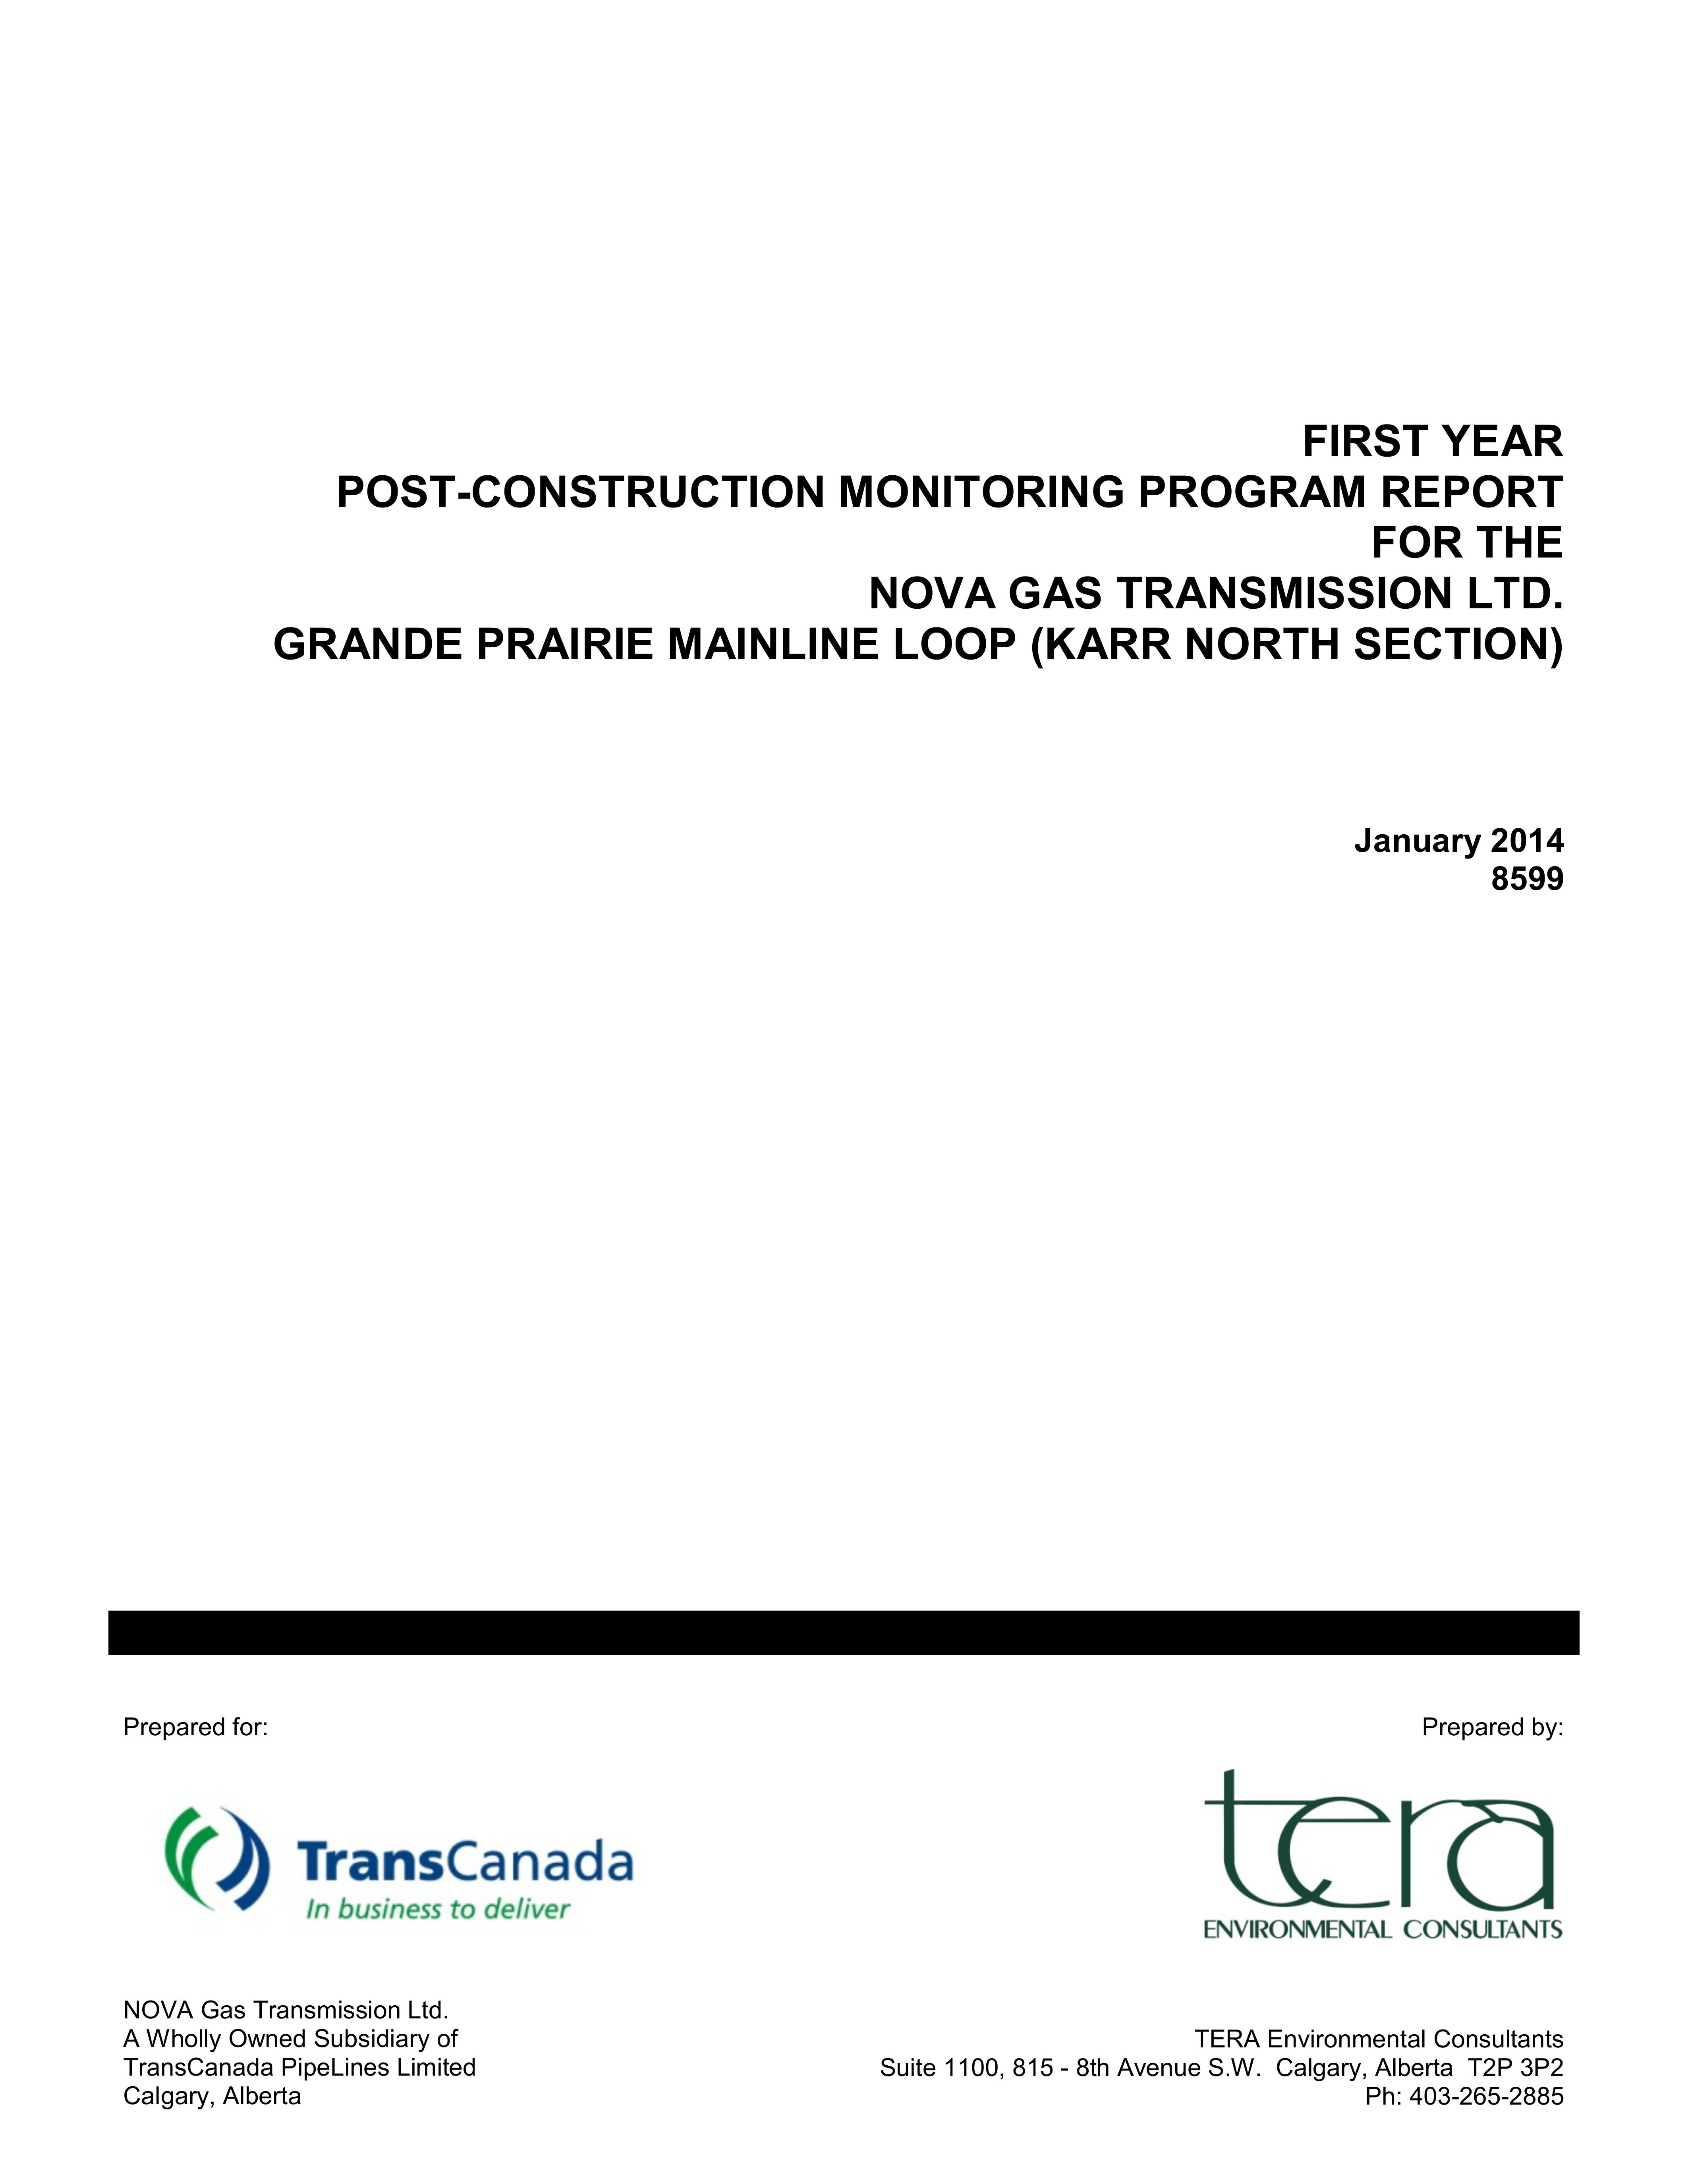 FIRST YEAR
POST-CONSTRUCTION MONITORING PROGRAM REPORT
FOR THE
NOVA GAS TRANSMISSION LTD.
GRANDE PRAIRIE MAINLINE LOOP (KARR NORTH SECTION)
January 2014
8599
Prepared for:
Prepared by:
TransCanada
In business to deliver
tera
ENVIRONMENTAL CONSULTANTS
NOVA Gas Transmission Ltd.
A Wholly Owned Subsidiary of
TransCanada PipeLines Limited
Calgary, Alberta
TERA Environmental Consultants
Suite 1100, 815 - 8th Avenue S.W.  Calgary, Alberta  T2P 3P2
Ph: 403-265-2885